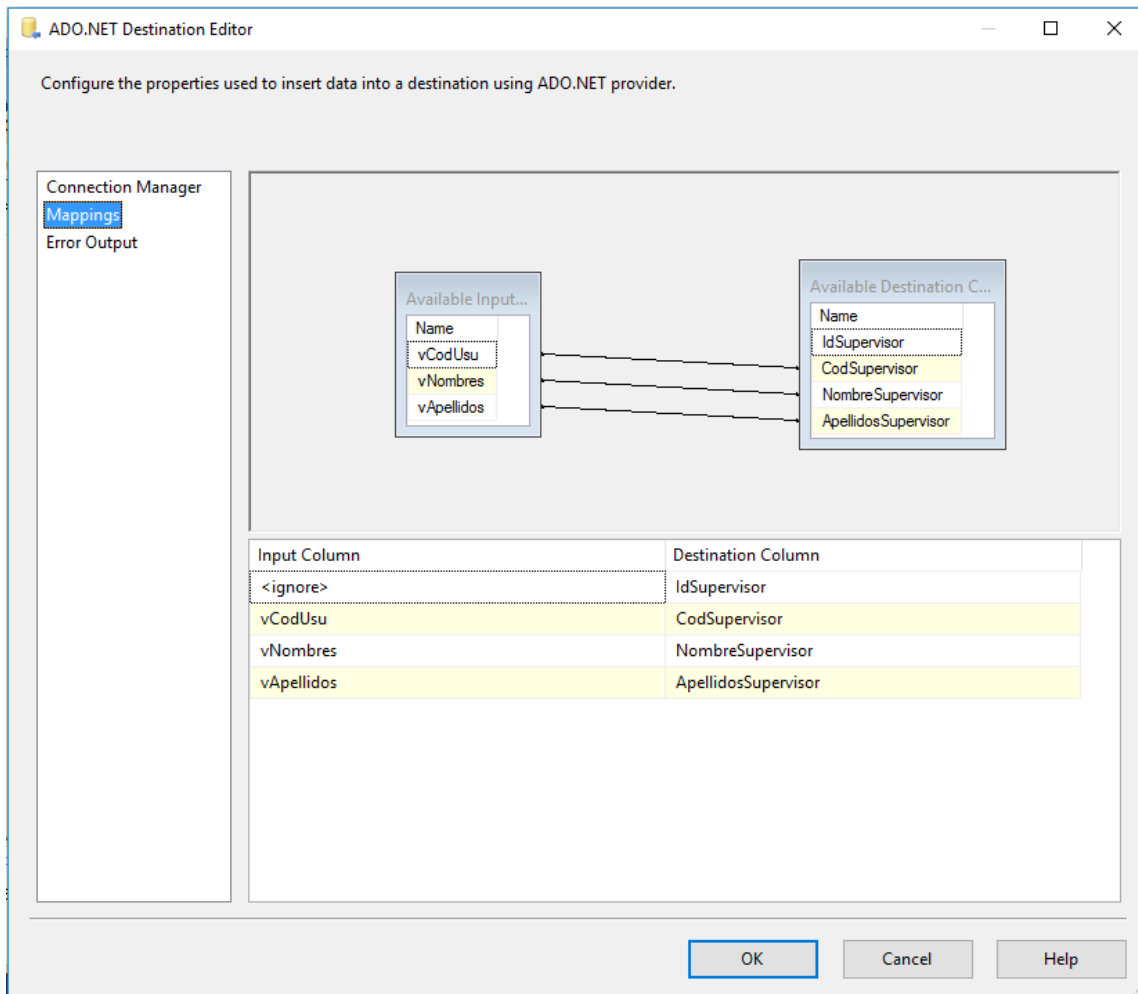 ADO.NET Destination Editor
Configure the properties used to insert data into a destination using ADO.NET provider.
Connection Manager
Mappings
Error Output
Available Input...
Name
vCodUsu
vNombres
vApellidos
Available Destination C...
Name
IdSupervisor
CodSupervisor
NombreSupervisor
ApellidosSupervisor
Input Column Destination Column
<ignore> IdSupervisor
vCodUsu CodSupervisor
vNombres NombreSupervisor
vApellidos ApellidosSupervisor
OK Cancel Help